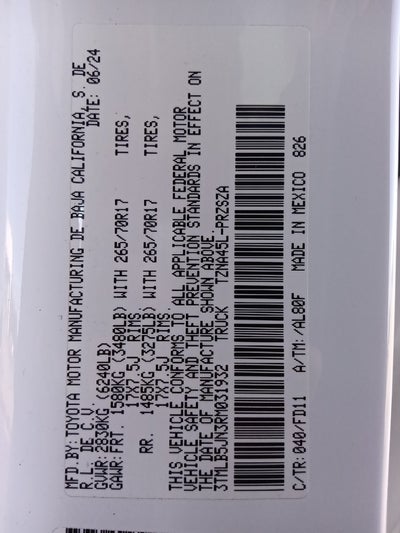 MFD.BY:TOYOTA MOTOR MANUFACTURING DE BAJA CALIFORNIA, S. DE
R.L. DE C.V. DATE: 06/24
GVWR:2830KG (6240LB)
GAWR:FRT. 1580KG (3480LB) WITH 265/70R17 TIRES,
17X7.5J RIMS.
RR. 1485KG (3275LB) WITH 265/70R17 TIRES,
17X7.5J RIMS.
THIS VEHICLE CONFORMS TO ALL APPLICABLE FEDERAL MOTOR
VEHICLE SAFETY AND THEFT PREVENTION STANDARDS IN EFFECT ON
THE DATE OF MANUFACTURE SHOWN ABOVE.
3TMLB5JN3RM031932 TRUCK TZNA45L-PRZSZA
C/TR:040/FD11 A/TM:/AL80F MADE IN MEXICO 826